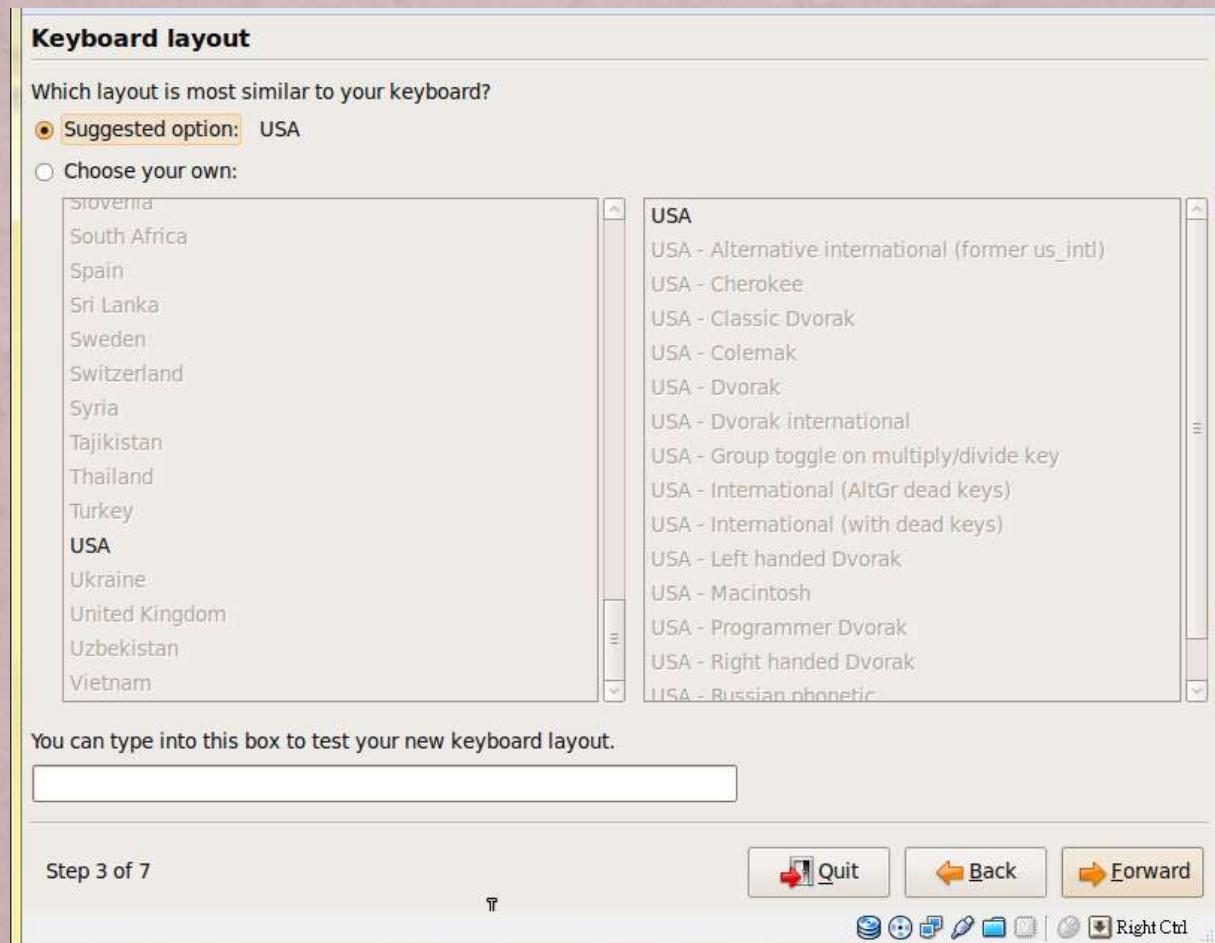 Keyboard layout
Which layout is most similar to your keyboard?
Suggested option: USA
Choose your own:
Slovenia
South Africa
Spain
Sri Lanka
Sweden
Switzerland
Syria
Tajikistan
Thailand
Turkey
USA
Ukraine
United Kingdom
Uzbekistan
Vietnam
USA
USA - Alternative international (former us_intl)
USA - Cherokee
USA - Classic Dvorak
USA - Colemak
USA - Dvorak
USA - Dvorak international
USA - Group toggle on multiply/divide key
USA - International (AltGr dead keys)
USA - International (with dead keys)
USA - Left handed Dvorak
USA - Macintosh
USA - Programmer Dvorak
USA - Right handed Dvorak
USA - Russian phonetic
You can type into this box to test your new keyboard layout.
Step 3 of 7
Quit Back Forward
Right Ctrl